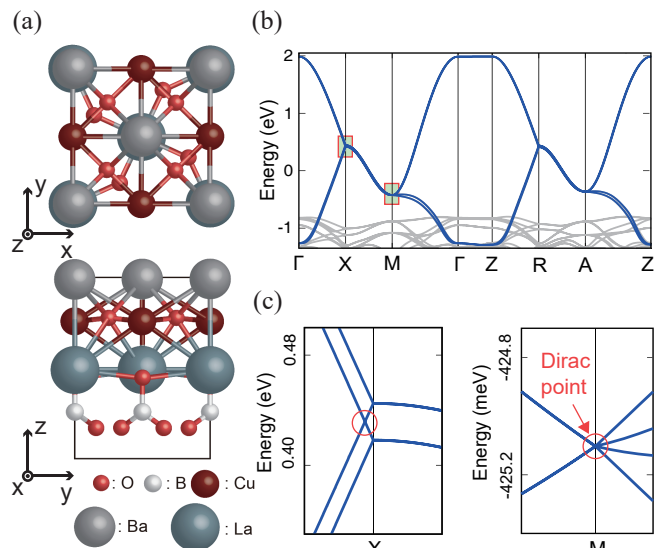 (a)
y
z
x
z
x
y
: O
: B
: Cu
: Ba
: La
(b)
Energy (eV)
2
1
0
-1
Γ X M Γ Z R A Z
(c)
Energy (eV)
0.48
0.40
X
Energy (meV)
-424.8
-425.2
Dirac
point
M